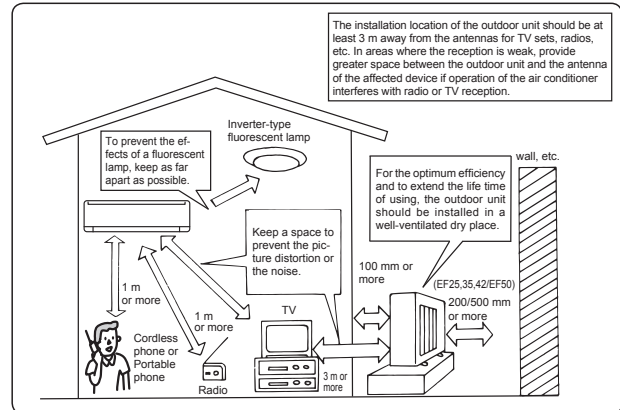 The installation location of the outdoor unit should be at
least 3 m away from the antennas for TV sets, radios,
etc. In areas where the reception is weak, provide
greater space between the outdoor unit and the antenna
of the affected device if operation of the air conditioner
interferes with radio or TV reception.
Inverter-type
fluorescent lamp
To prevent the ef-
fects of a fluorescent
lamp, keep as far
apart as possible.
wall, etc.
For the optimum efficiency
and to extend the life time
of using, the outdoor unit
should be installed in a
well-ventilated dry place.
Keep a space to
prevent the pic-
ture distortion or
the noise.
100 mm or
more
(EF25,35,42/EF50)
200/500 mm
or more
1 m
or more
1 m
or more
TV
Cordless
phone or
Portable
phone
Radio
3 m or
more